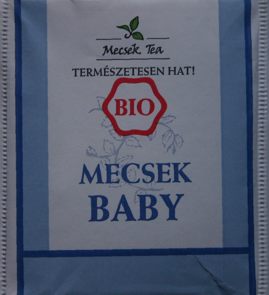 Mecsek Tea
TERMÉSZETESEN HAT!
BIO
MECSEK
BABY